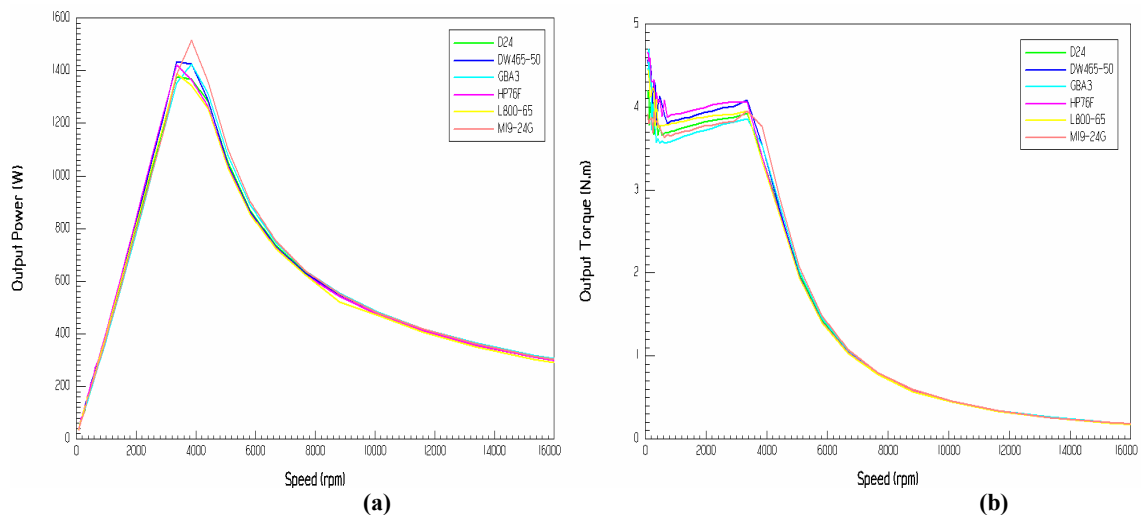 1600
1400
1200
1000
800
600
400
200
0
Output Power (W)
D24
DW465-50
GBA3
HP76F
L800-65
M19-24G
0 2000 4000 6000 8000 10000 12000 14000 16000
Speed (rpm)
(a)
5
4
3
2
1
0
Output Torque (N.m)
D24
DW465-50
GBA3
HP76F
L800-65
M19-24G
0 2000 4000 6000 8000 10000 12000 14000 16000
Speed (rpm)
(b)